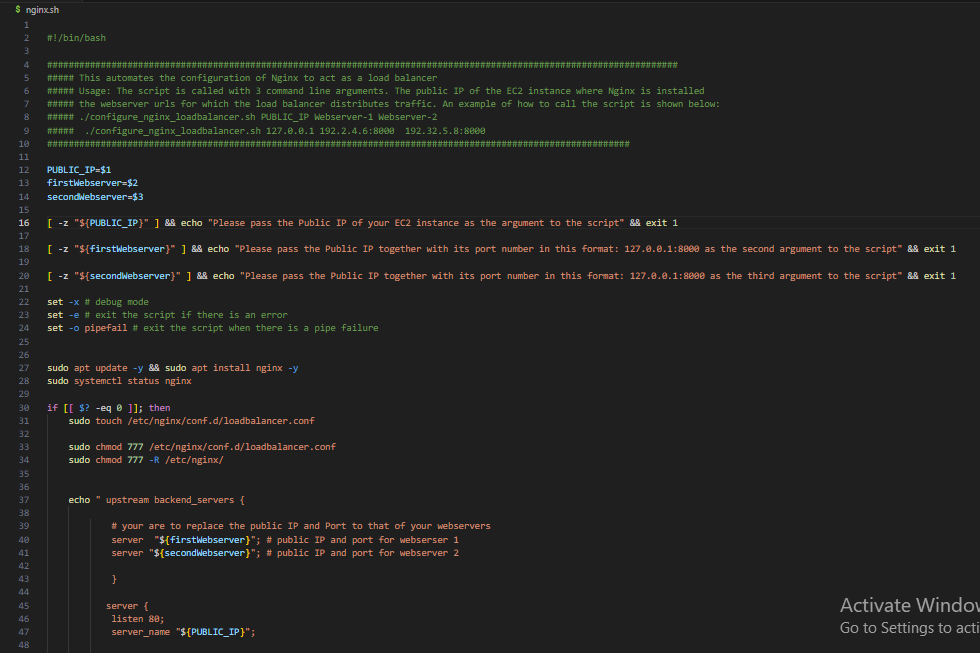 $ nginx.sh
1
2 #!/bin/bash
3
4 ######################################################################################################################
5 ##### This automates the configuration of Nginx to act as a load balancer
6 ##### Usage: The script is called with 3 command line arguments. The public IP of the EC2 instance where Nginx is installed
7 ##### the webserver urls for which the load balancer distributes traffic. An example of how to call the script is shown below:
8 ##### ./configure_nginx_loadbalancer.sh PUBLIC_IP Webserver-1 Webserver-2
9 #####  ./configure_nginx_loadbalancer.sh 127.0.0.1 192.2.4.6:8000  192.32.5.8:8000
10 #############################################################################################################
11
12 PUBLIC_IP=$1
13 firstWebserver=$2
14 secondWebserver=$3
15
16 [ -z "${PUBLIC_IP}" ] && echo "Please pass the Public IP of your EC2 instance as the argument to the script" && exit 1
17
18 [ -z "${firstWebserver}" ] && echo "Please pass the Public IP together with its port number in this format: 127.0.0.1:8000 as the second argument to the script" && exit 1
19
20 [ -z "${secondWebserver}" ] && echo "Please pass the Public IP together with its port number in this format: 127.0.0.1:8000 as the third argument to the script" && exit 1
21
22 set -x # debug mode
23 set -e # exit the script if there is an error
24 set -o pipefail # exit the script when there is a pipe failure
25
26
27 sudo apt update -y && sudo apt install nginx -y
28 sudo systemctl status nginx
29
30 if [[ $? -eq 0 ]]; then
31     sudo touch /etc/nginx/conf.d/loadbalancer.conf
32
33     sudo chmod 777 /etc/nginx/conf.d/loadbalancer.conf
34     sudo chmod 777 -R /etc/nginx/
35
36
37     echo " upstream backend_servers {
38
39             # your are to replace the public IP and Port to that of your webservers
40             server  "${firstWebserver}"; # public IP and port for webserser 1
41             server "${secondWebserver}"; # public IP and port for webserver 2
42
43             }
44
45            server {
46             listen 80;
47             server_name "${PUBLIC_IP}";
48
Activate Window
Go to Settings to acti